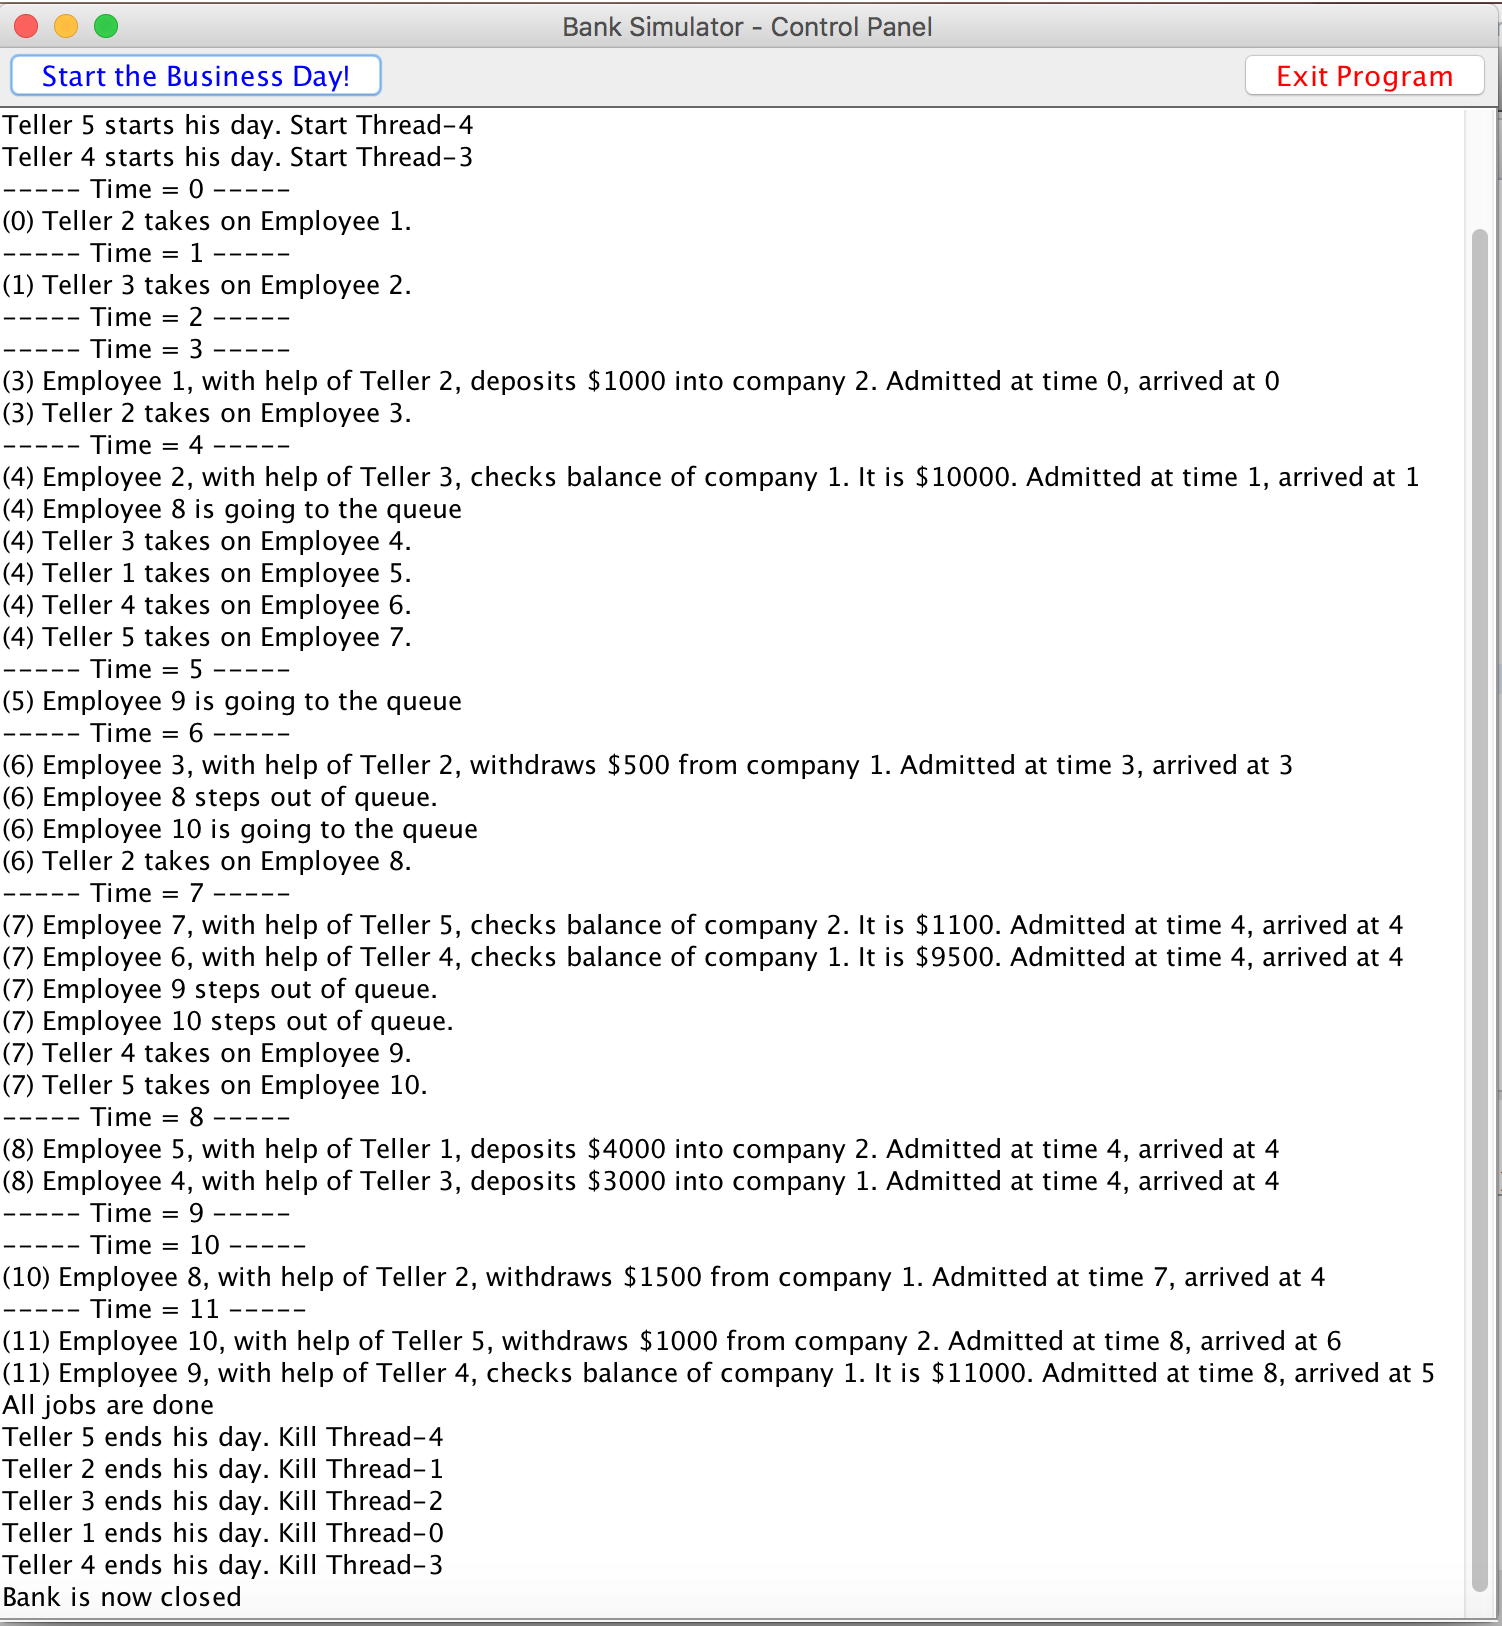 Bank Simulator - Control Panel
Start the Business Day!
Exit Program
Teller 5 starts his day. Start Thread-4
Teller 4 starts his day. Start Thread-3
----- Time = 0 -----
(0) Teller 2 takes on Employee 1.
----- Time = 1 -----
(1) Teller 3 takes on Employee 2.
----- Time = 2 -----
----- Time = 3 -----
(3) Employee 1, with help of Teller 2, deposits $1000 into company 2. Admitted at time 0, arrived at 0
(3) Teller 2 takes on Employee 3.
----- Time = 4 -----
(4) Employee 2, with help of Teller 3, checks balance of company 1. It is $10000. Admitted at time 1, arrived at 1
(4) Employee 8 is going to the queue
(4) Teller 3 takes on Employee 4.
(4) Teller 1 takes on Employee 5.
(4) Teller 4 takes on Employee 6.
(4) Teller 5 takes on Employee 7.
----- Time = 5 -----
(5) Employee 9 is going to the queue
----- Time = 6 -----
(6) Employee 3, with help of Teller 2, withdraws $500 from company 1. Admitted at time 3, arrived at 3
(6) Employee 8 steps out of queue.
(6) Employee 10 is going to the queue
(6) Teller 2 takes on Employee 8.
----- Time = 7 -----
(7) Employee 7, with help of Teller 5, checks balance of company 2. It is $1100. Admitted at time 4, arrived at 4
(7) Employee 6, with help of Teller 4, checks balance of company 1. It is $9500. Admitted at time 4, arrived at 4
(7) Employee 9 steps out of queue.
(7) Employee 10 steps out of queue.
(7) Teller 4 takes on Employee 9.
(7) Teller 5 takes on Employee 10.
----- Time = 8 -----
(8) Employee 5, with help of Teller 1, deposits $4000 into company 2. Admitted at time 4, arrived at 4
(8) Employee 4, with help of Teller 3, deposits $3000 into company 1. Admitted at time 4, arrived at 4
----- Time = 9 -----
----- Time = 10 -----
(10) Employee 8, with help of Teller 2, withdraws $1500 from company 1. Admitted at time 7, arrived at 4
----- Time = 11 -----
(11) Employee 10, with help of Teller 5, withdraws $1000 from company 2. Admitted at time 8, arrived at 6
(11) Employee 9, with help of Teller 4, checks balance of company 1. It is $11000. Admitted at time 8, arrived at 5
All jobs are done
Teller 5 ends his day. Kill Thread-4
Teller 2 ends his day. Kill Thread-1
Teller 3 ends his day. Kill Thread-2
Teller 1 ends his day. Kill Thread-0
Teller 4 ends his day. Kill Thread-3
Bank is now closed